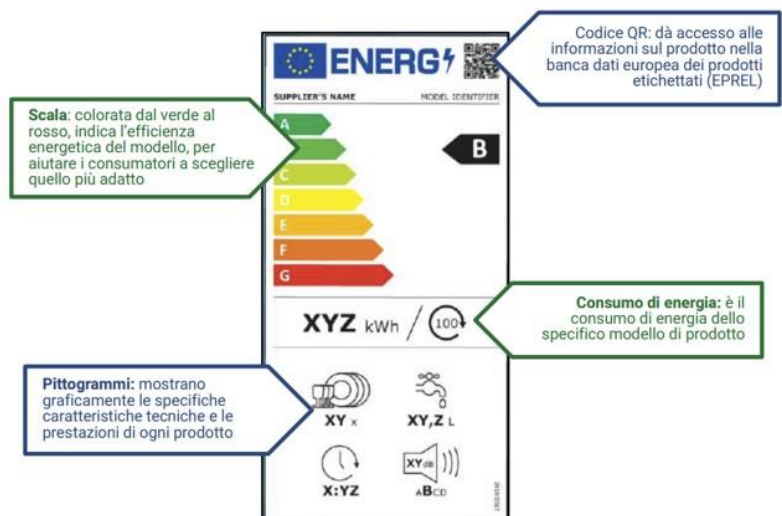 Codice QR: dà accesso alle
informazioni sul prodotto nella
banca dati europea dei prodotti
etichettati (EPREL)
ENERG
SUPPLIER'S NAME MODEL IDENTIFIER
Scala: colorata dal verde al
rosso, indica l'efficienza
energetica del modello, per
aiutare i consumatori a scegliere
quello più adatto
A
B
C
D
E
F
G
XYZ kWh / 100
Consumo di energia: è il
consumo di energia dello
specifico modello di prodotto
Pittogrammi: mostrano
graficamente le specifiche
caratteristiche tecniche e le
prestazioni di ogni prodotto
XY x
XY,Z L
X:YZ
XY dB
ABCD